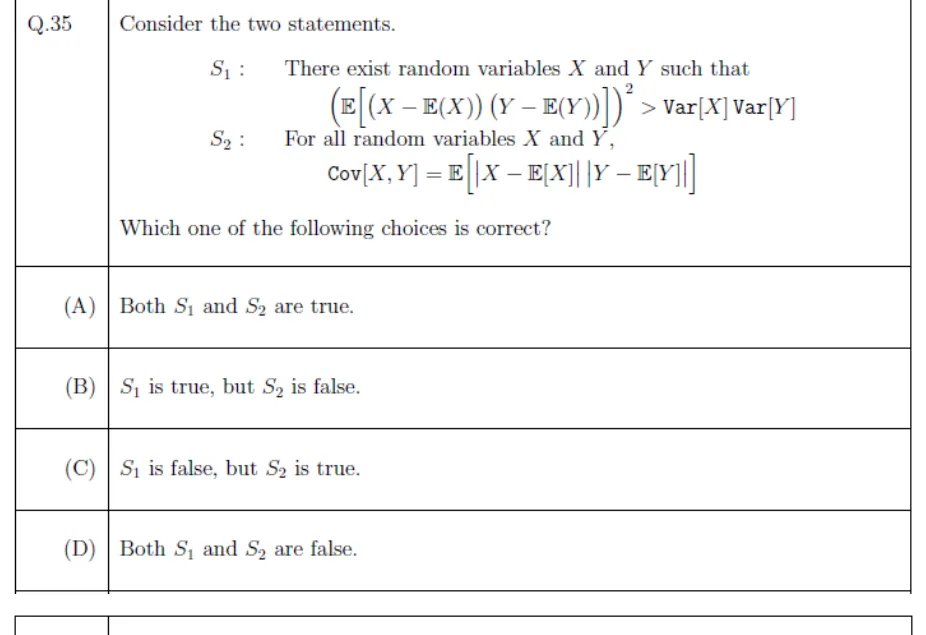 Q.35 Consider the two statements.
S₁ : There exist random variables X and Y such that
(𝔼[(X − 𝔼(X)) (Y − 𝔼(Y))])² > Var[X] Var[Y]
S₂ : For all random variables X and Y,
Cov[X, Y] = 𝔼[|X − 𝔼[X]| |Y − 𝔼[Y]|]
Which one of the following choices is correct?
(A) Both S₁ and S₂ are true.
(B) S₁ is true, but S₂ is false.
(C) S₁ is false, but S₂ is true.
(D) Both S₁ and S₂ are false.